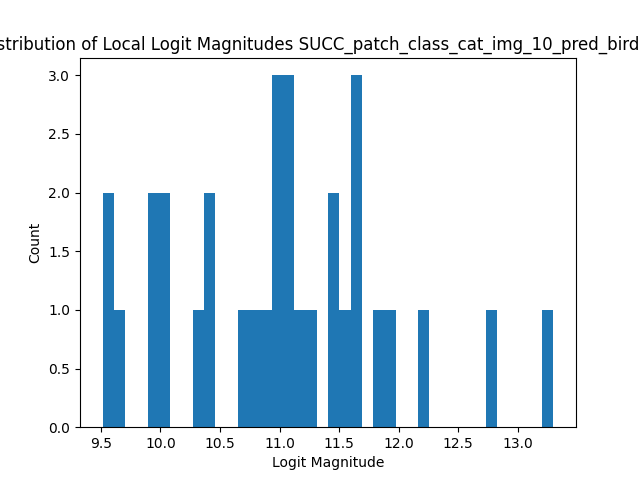 stribution of Local Logit Magnitudes SUCC_patch_class_cat_img_10_pred_bird
3.0
2.5
2.0
1.5
1.0
0.5
0.0
Count
9.5 10.0 10.5 11.0 11.5 12.0 12.5 13.0
Logit Magnitude